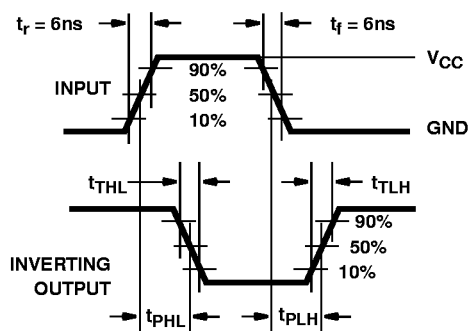 tr = 6ns
tf = 6ns
VCC
90%
INPUT
50%
10%
GND
tTHL
tTLH
90%
50%
10%
INVERTING
OUTPUT
tPHL
tPLH